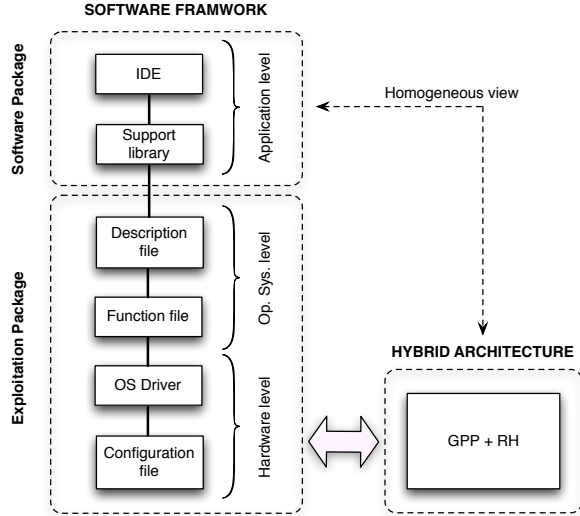 SOFTWARE FRAMWORK
Software Package
IDE
Support
library
Application level
Homogeneous view
Exploitation Package
Description
file
Function file
Op. Sys. level
OS Driver
Configuration
file
Hardware level
HYBRID ARCHITECTURE
GPP + RH